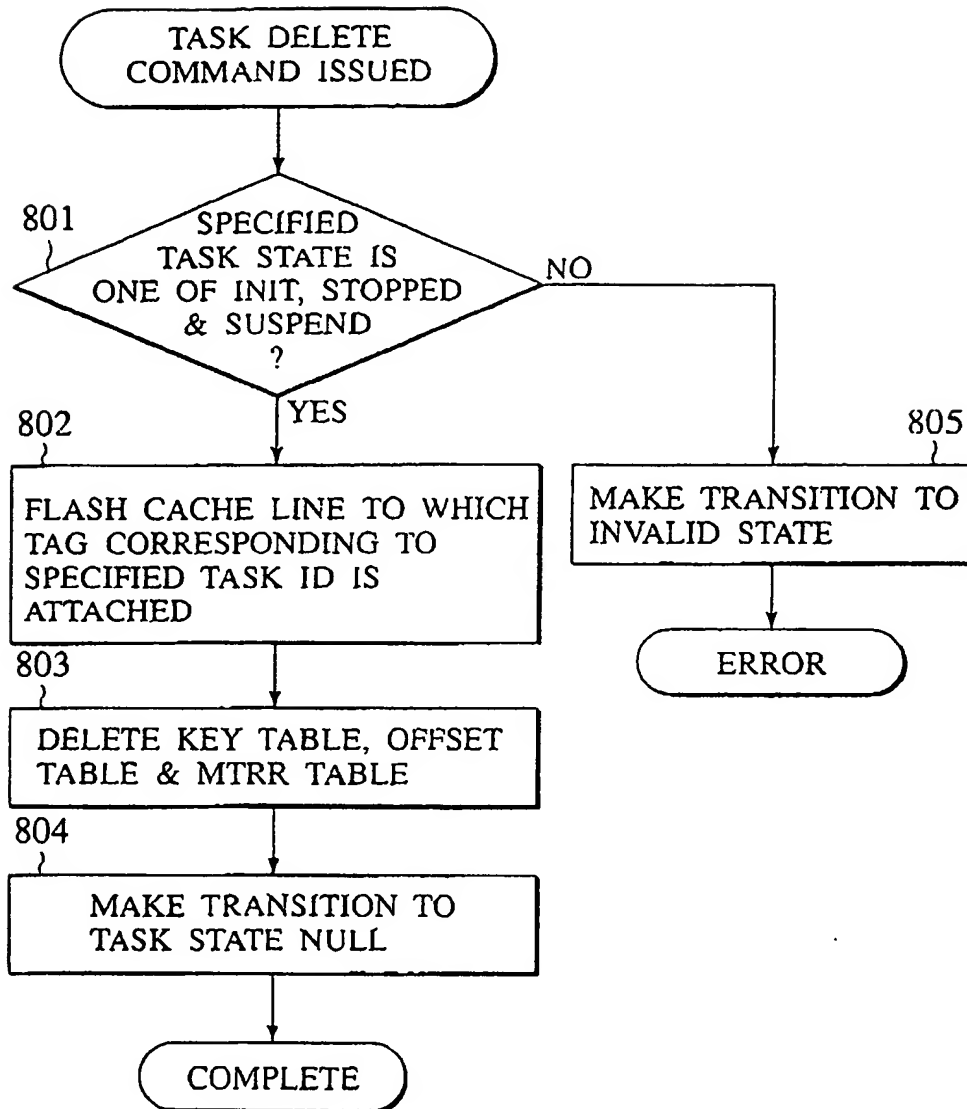 TASK DELETE
COMMAND ISSUED
801
SPECIFIED
TASK STATE IS
ONE OF INIT, STOPPED
& SUSPEND
?
NO
YES
802
FLASH CACHE LINE TO WHICH
TAG CORRESPONDING TO
SPECIFIED TASK ID IS
ATTACHED
805
MAKE TRANSITION TO
INVALID STATE
ERROR
803
DELETE KEY TABLE, OFFSET
TABLE & MTRR TABLE
804
MAKE TRANSITION TO
TASK STATE NULL
COMPLETE